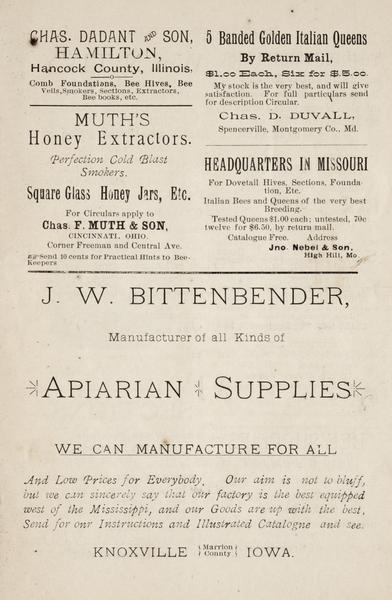 CHAS. DADANT AND SON,
HAMILTON,
Hancock County, Illinois,
Comb Foundations, Bee Hives, Bee
Veils, Smokers, Sections, Extractors,
Bee books, etc.
MUTH'S
Honey Extractors.
Perfection Cold Blast
Smokers.
Square Glass Honey Jars, Etc.
For Circulars apply to
Chas. F. MUTH & SON,
CINCINNATI, OHIO.
Corner Freeman and Central Ave.
Send 10 cents for Practical Hints to Bee-
Keepers
5 Banded Golden Italian Queens
By Return Mail,
$1.00 Each, Six for $5.00.
My stock is the very best, and will give
satisfaction. For full particulars send
for description Circular.
Chas. D. DUVALL,
Spencerville, Montgomery Co., Md.
HEADQUARTERS IN MISSOURI
For Dovetail Hives, Sections, Founda-
tion, Etc.
Italian Bees and Queens of the very best
Breeding.
Tested Queens $1.00 each; untested, 70c
twelve for $6.50, by return mail.
Catalogue Free. Address
Jno. Nebel & Son,
High Hill, Mo.
J. W. BITTENBENDER,
Manufacturer of all Kinds of
APIARIAN SUPPLIES
WE CAN MANUFACTURE FOR ALL
And Low Prices for Everybody. Our aim is not to bluff,
but we can sincerely say that our factory is the best equipped
west of the Mississippi, and our Goods are up with the best,
Send for onr Instructions and Illustrated Catalogne and see.
KNOXVILLE (Marrion County) IOWA.